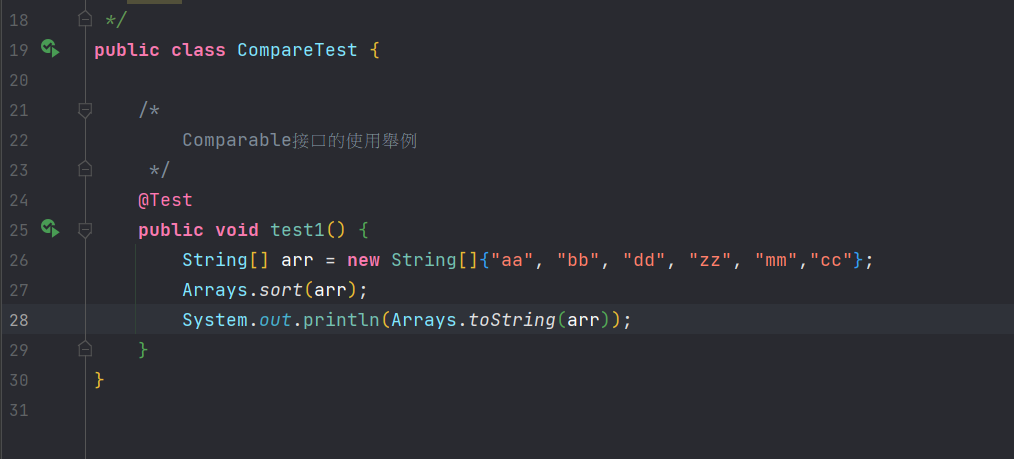 18 */
19 public class CompareTest {
20
21 /*
22 Comparable接口的使用舉例
23 */
24 @Test
25 public void test1() {
26 String[] arr = new String[]{"aa", "bb", "dd", "zz", "mm","cc"};
27 Arrays.sort(arr);
28 System.out.println(Arrays.toString(arr));
29 }
30 }
31